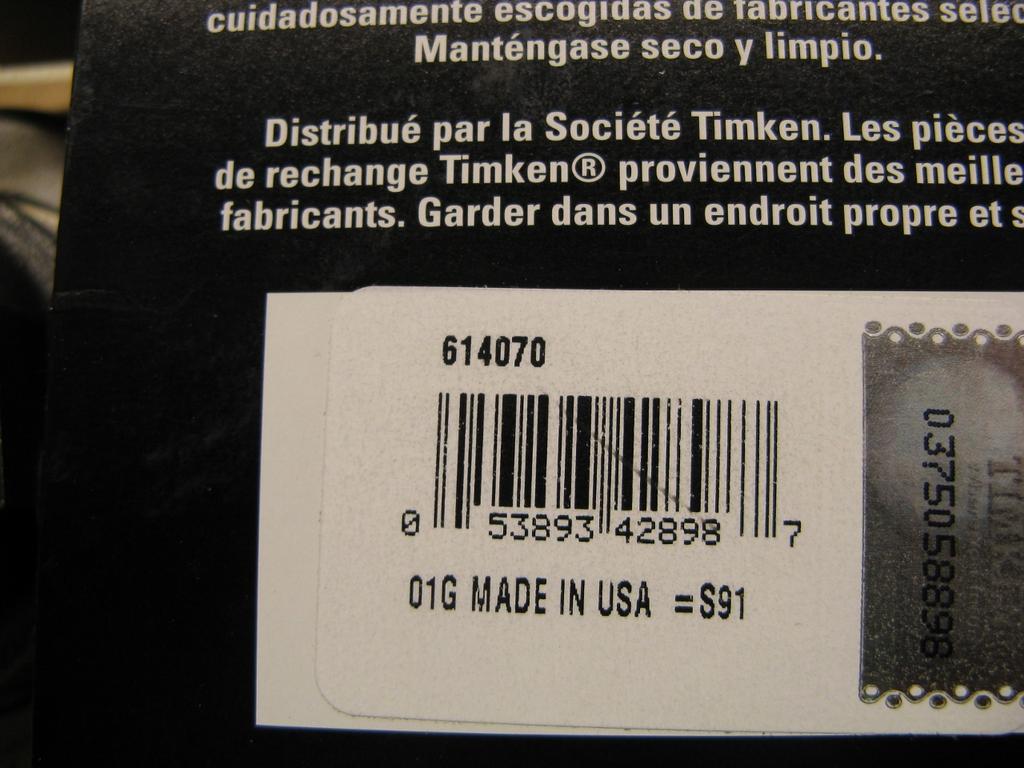 cuidadosamente escogidas de fabricantes selec
Manténgase seco y limpio.
Distribué par la Société Timken. Les pièces
de rechange Timken® proviennent des meille
fabricants. Garder dans un endroit propre et s
614070
0 53893 42898 7
01G MADE IN USA =S91
0375058898